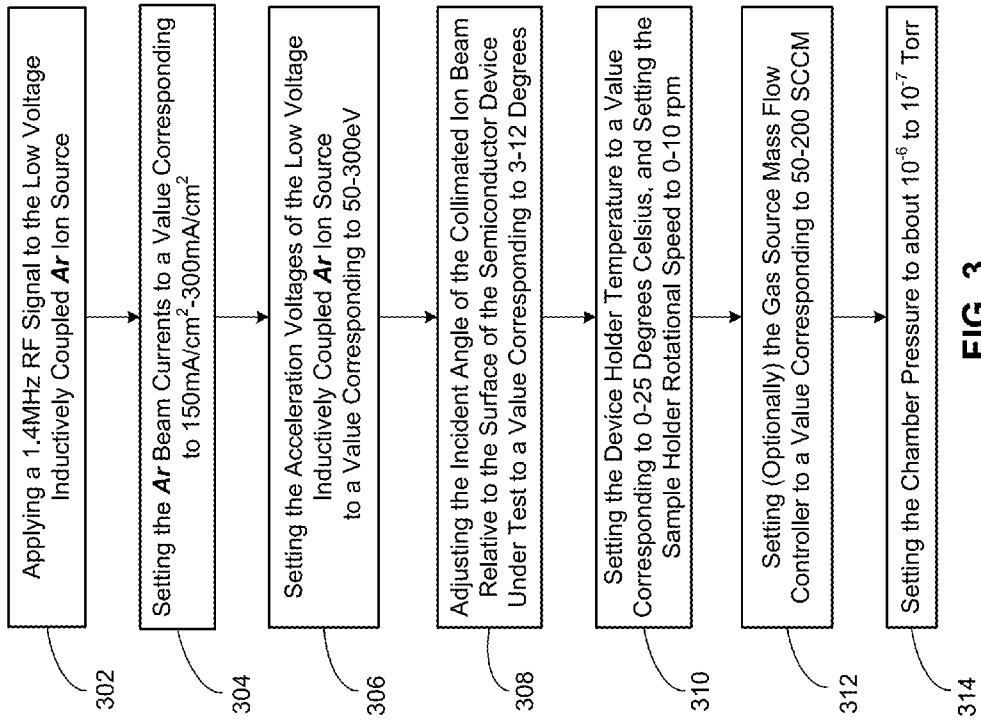 302
Applying a 1.4MHz RF Signal to the Low Voltage
Inductively Coupled Ar Ion Source
304
Setting the Ar Beam Currents to a Value Corresponding
to 150mA/cm²-300mA/cm²
306
Setting the Acceleration Voltages of the Low Voltage
Inductively Coupled Ar Ion Source
to a Value Corresponding to 50-300eV
308
Adjusting the Incident Angle of the Collimated Ion Beam
Relative to the Surface of the Semiconductor Device
Under Test to a Value Corresponding to 3-12 Degrees
310
Setting the Device Holder Temperature to a Value
Corresponding to 0-25 Degrees Celsius, and Setting the
Sample Holder Rotational Speed to 0-10 rpm
312
Setting (Optionally) the Gas Source Mass Flow
Controller to a Value Corresponding to 50-200 SCCM
314
Setting the Chamber Pressure to about 10⁻⁶ to 10⁻⁷ Torr
FIG. 3